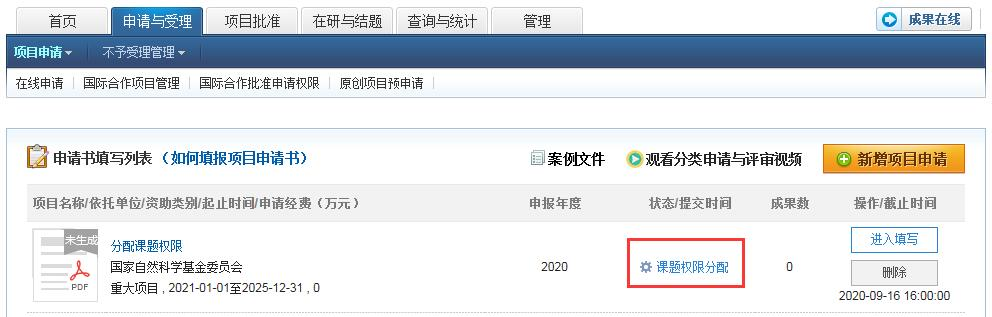 首页 申请与受理 项目批准 在研与结题 查询与统计 管理 成果在线
项目申请 不予受理管理
在线申请 国际合作项目管理 国际合作批准申请权限 原创项目预申请
申请书填写列表 (如何填报项目申请书) 案例文件 观看分类申请与评审视频 新增项目申请
项目名称/依托单位/资助类别/起止时间/申请经费(万元) 申报年度 状态/提交时间 成果数 操作/截止时间
未生成 PDF
分配课题权限
国家自然科学基金委员会
重大项目 , 2021-01-01至2025-12-31 , 0
2020 课题权限分配 0
进入填写
删除
2020-09-16 16:00:00